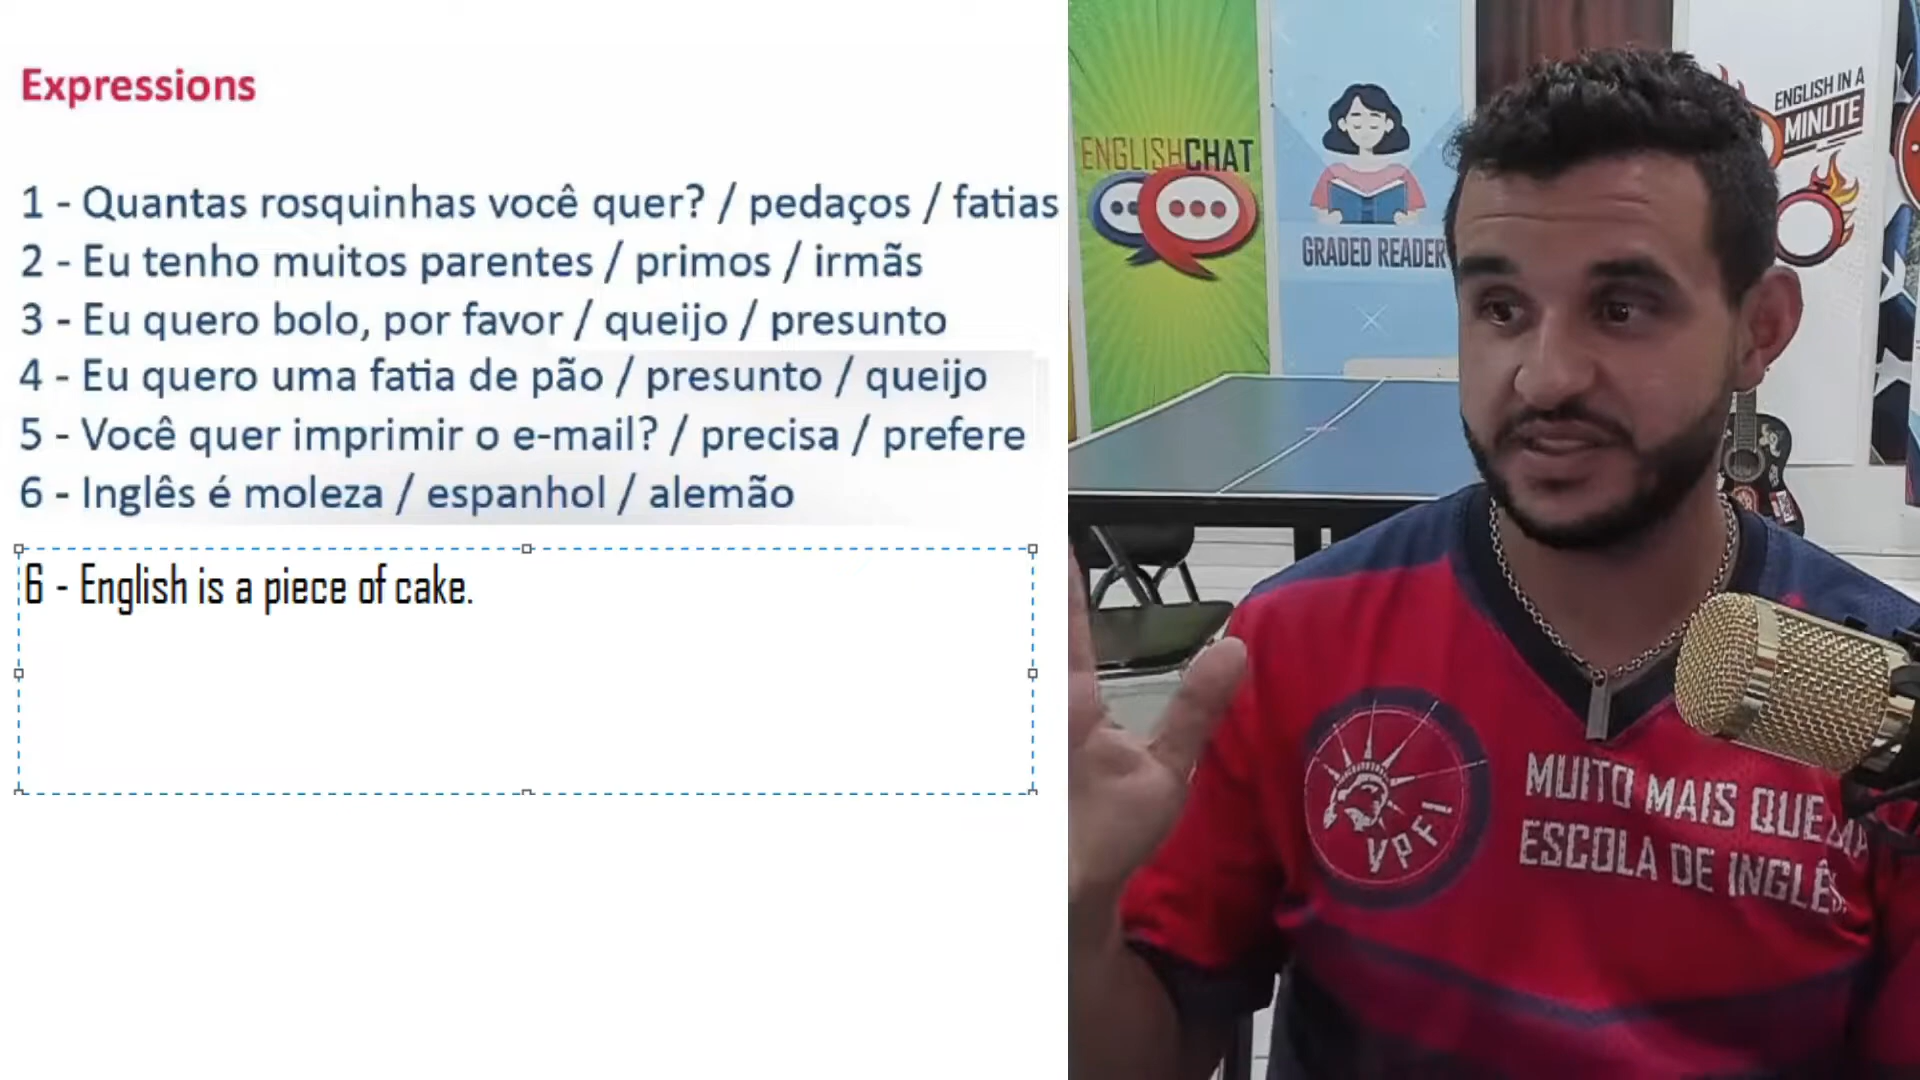 Expressions
1 - Quantas rosquinhas você quer? / pedaços / fatias
2 - Eu tenho muitos parentes / primos / irmãs
3 - Eu quero bolo, por favor / queijo / presunto
4 - Eu quero uma fatia de pão / presunto / queijo
5 - Você quer imprimir o e-mail? / precisa / prefere
6 - Inglês é moleza / espanhol / alemão
6 - English is a piece of cake.
ENGLISHCHAT
GRADED READER
ENGLISH IN A
MINUTE
VPFI
MUITO MAIS QUE
ESCOLA DE INGLÊS.